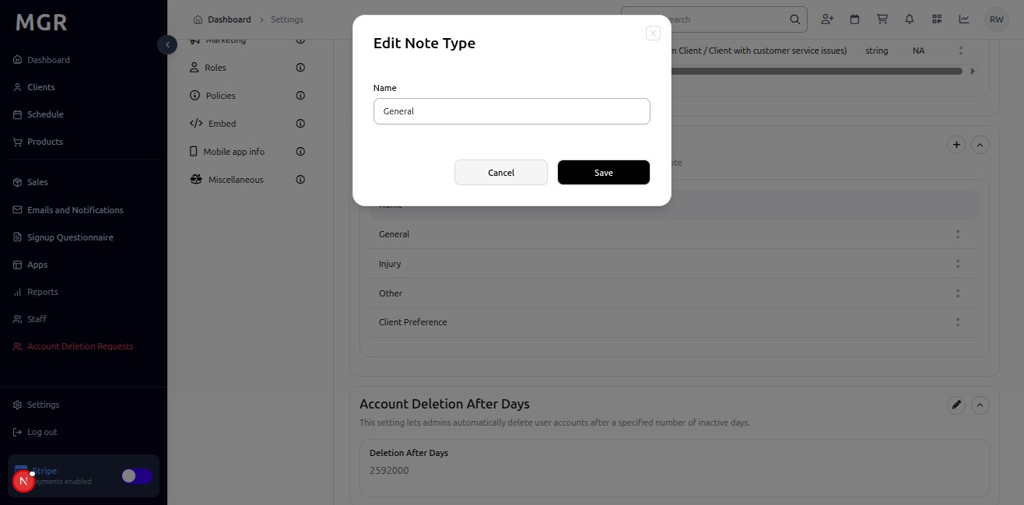 MGR
Dashboard
Clients
Schedule
Products
Sales
Emails and Notifications
Signup Questionnaire
Apps
Reports
Staff
Account Deletion Requests
Settings
Log out
Stripe
payments enabled
N
Dashboard > Settings
RW
Marketing
Roles
Policies
Embed
Mobile app info
Miscellaneous
Client / Client with customer service issues) string NA
Edit Note Type
Name
General
Cancel
Save
General
Injury
Other
Client Preference
Account Deletion After Days
This setting lets admins automatically delete user accounts after a specified number of inactive days.
Deletion After Days
2592000